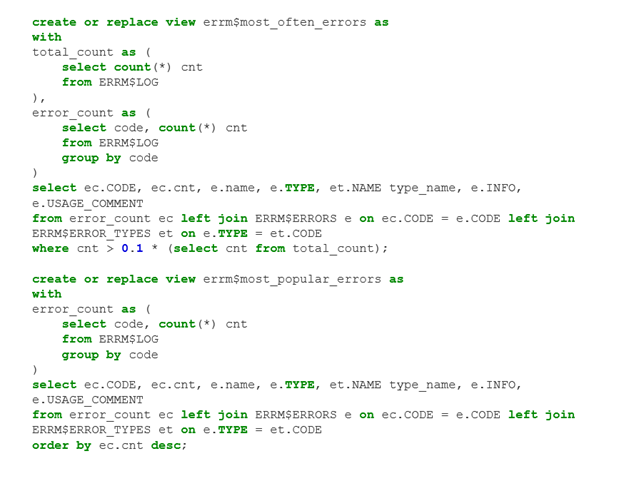 create or replace view errm$most_often_errors as
with
total_count as (
    select count(*) cnt
    from ERRM$LOG
),
error_count as (
    select code, count(*) cnt
    from ERRM$LOG
    group by code
)
select ec.CODE, ec.cnt, e.name, e.TYPE, et.NAME type_name, e.INFO,
e.USAGE_COMMENT
from error_count ec left join ERRM$ERRORS e on ec.CODE = e.CODE left join
ERRM$ERROR_TYPES et on e.TYPE = et.CODE
where cnt > 0.1 * (select cnt from total_count);

create or replace view errm$most_popular_errors as
with
error_count as (
    select code, count(*) cnt
    from ERRM$LOG
    group by code
)
select ec.CODE, ec.cnt, e.name, e.TYPE, et.NAME type_name, e.INFO,
e.USAGE_COMMENT
from error_count ec left join ERRM$ERRORS e on ec.CODE = e.CODE left join
ERRM$ERROR_TYPES et on e.TYPE = et.CODE
order by ec.cnt desc;